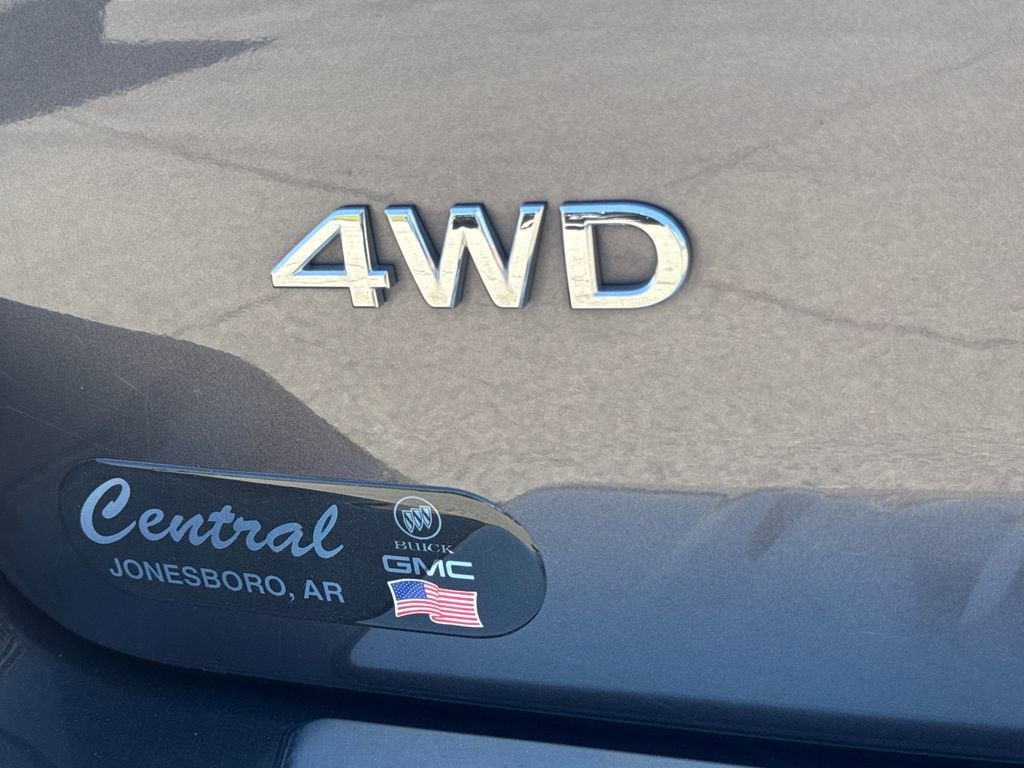 4WD
Central
JONESBORO, AR
BUICK
GMC